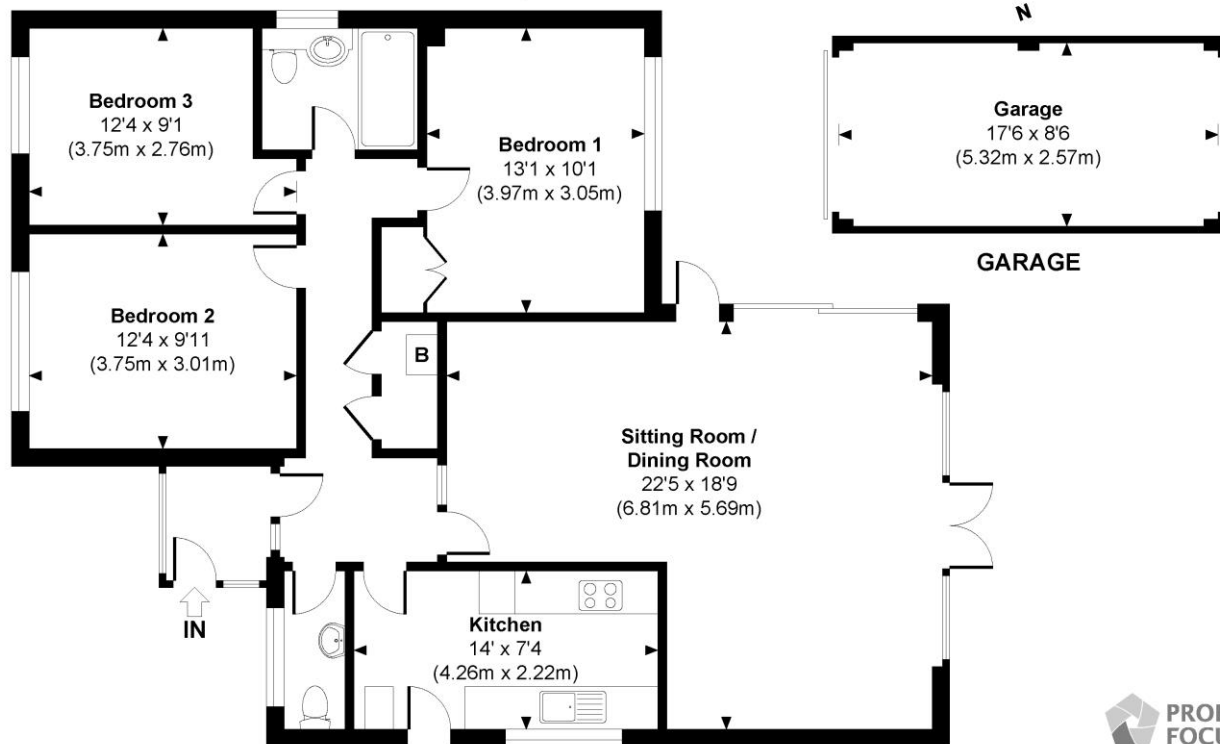 N
Bedroom 3
12'4 x 9'1
(3.75m x 2.76m)
Bedroom 1
13'1 x 10'1
(3.97m x 3.05m)
Garage
17'6 x 8'6
(5.32m x 2.57m)
GARAGE
Bedroom 2
12'4 x 9'11
(3.75m x 3.01m)
B
Sitting Room /
Dining Room
22'5 x 18'9
(6.81m x 5.69m)
IN
Kitchen
14' x 7'4
(4.26m x 2.22m)
FOCU